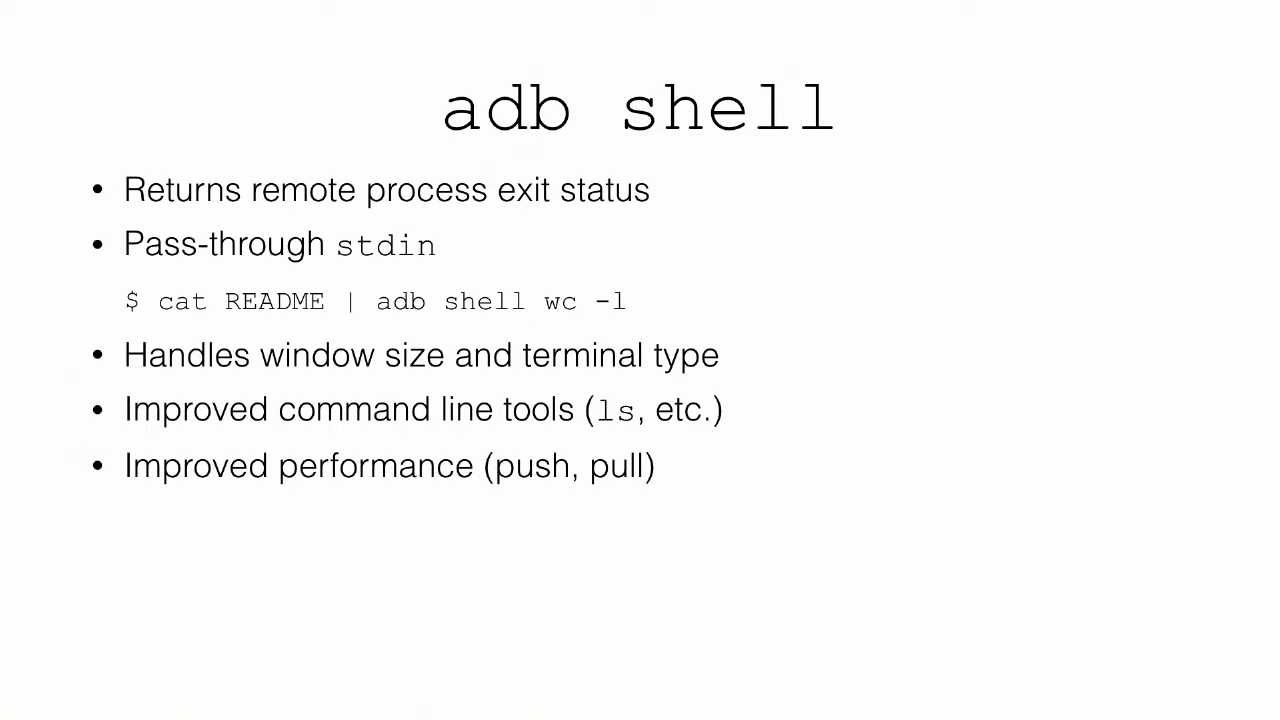 adb shell
• Returns remote process exit status
• Pass-through stdin
$ cat README | adb shell wc -l
• Handles window size and terminal type
• Improved command line tools (ls, etc.)
• Improved performance (push, pull)